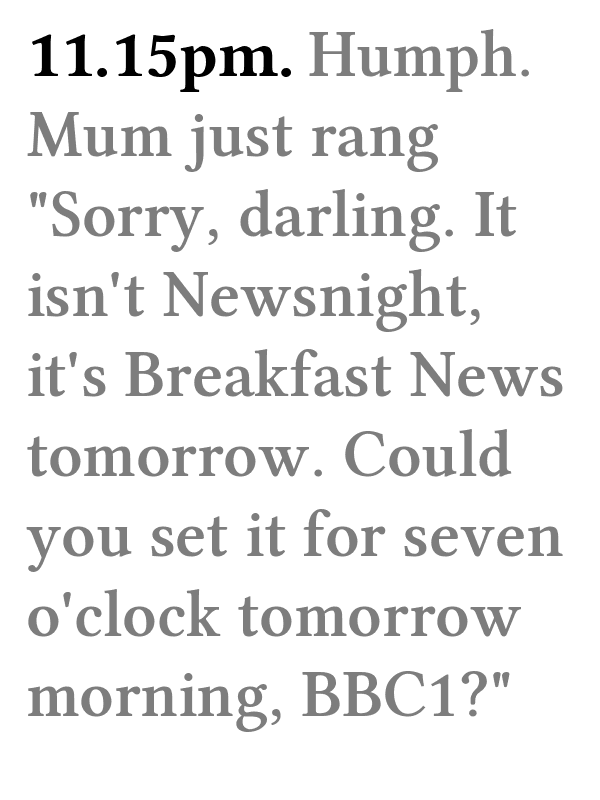 11.15pm. Humph.
Mum just rang
"Sorry, darling. It
isn't Newsnight,
it's Breakfast News
tomorrow. Could
you set it for seven
o'clock tomorrow
morning, BBC1?"